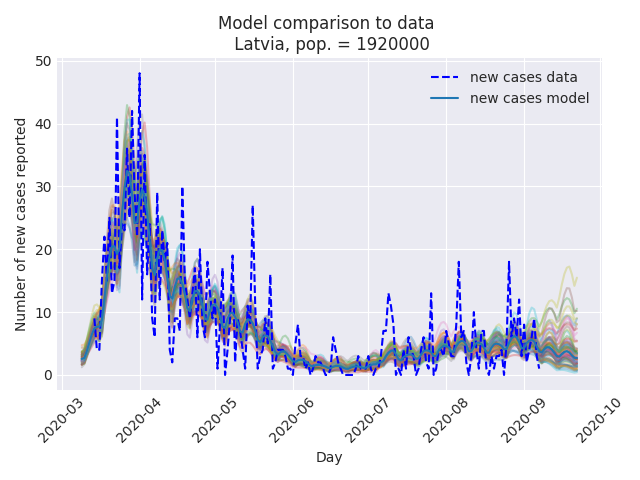 Model comparison to data
Latvia, pop. = 1920000
new cases data
new cases model
Number of new cases reported
50
40
30
20
10
0
2020-03
2020-04
2020-05
2020-06
2020-07
2020-08
2020-09
2020-10
Day